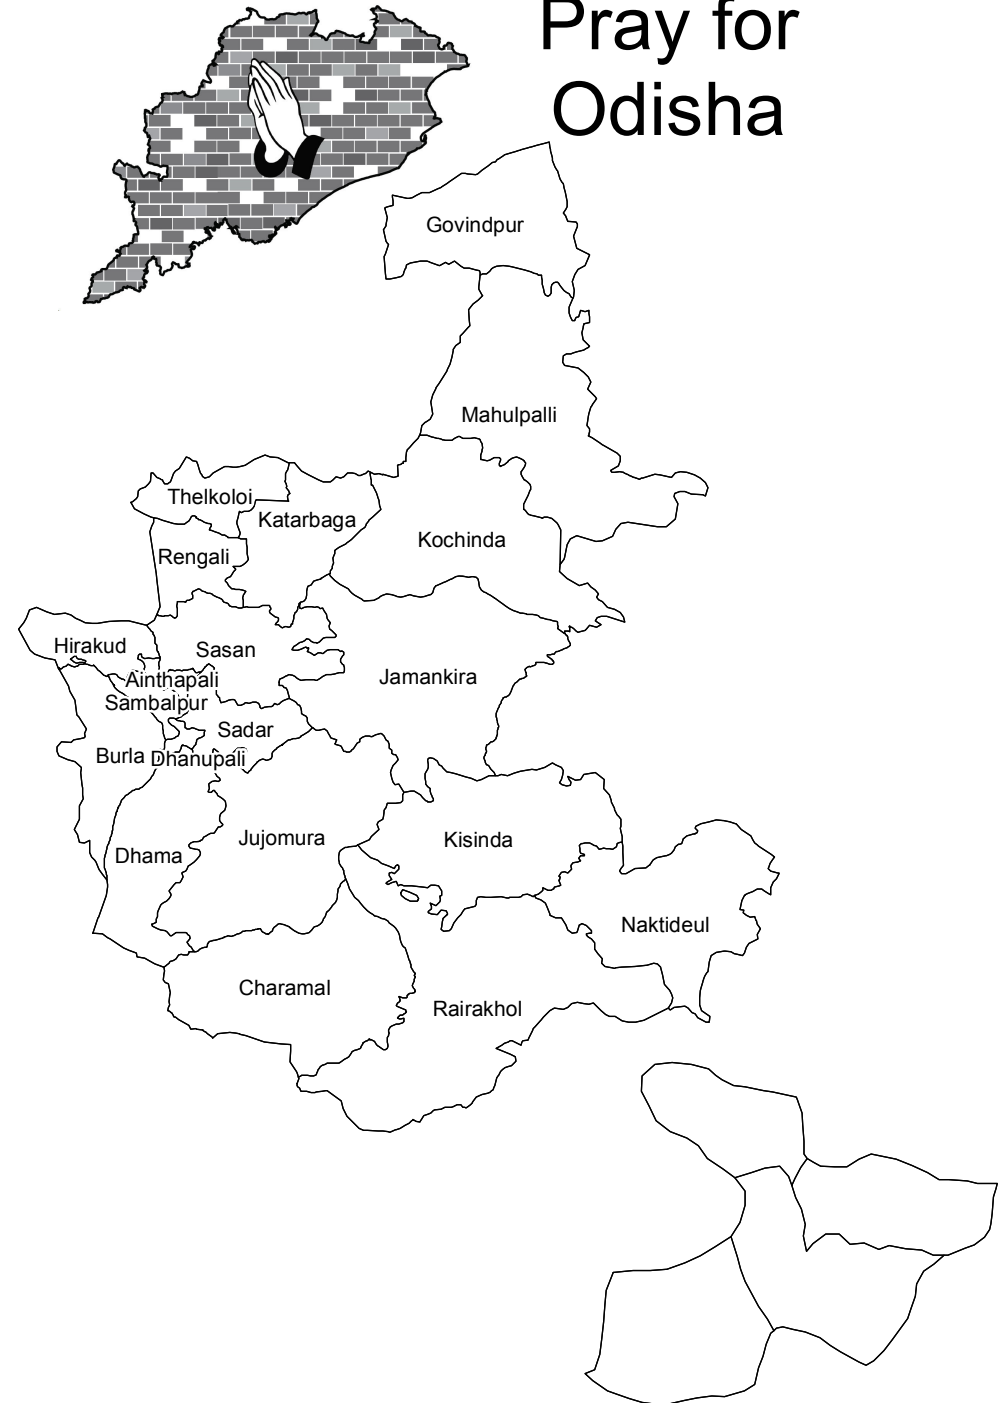 Pray for
Odisha
Govindpur
Mahulpalli
Thelkoloi
Katarbaga
Kochinda
Rengali
Hirakud
Sasan
Ainthapali
Jamankira
Sambalpur
Sadar
Burla
Dhanupali
Jujomura
Kisinda
Dhama
Naktideul
Charamal
Rairakhol